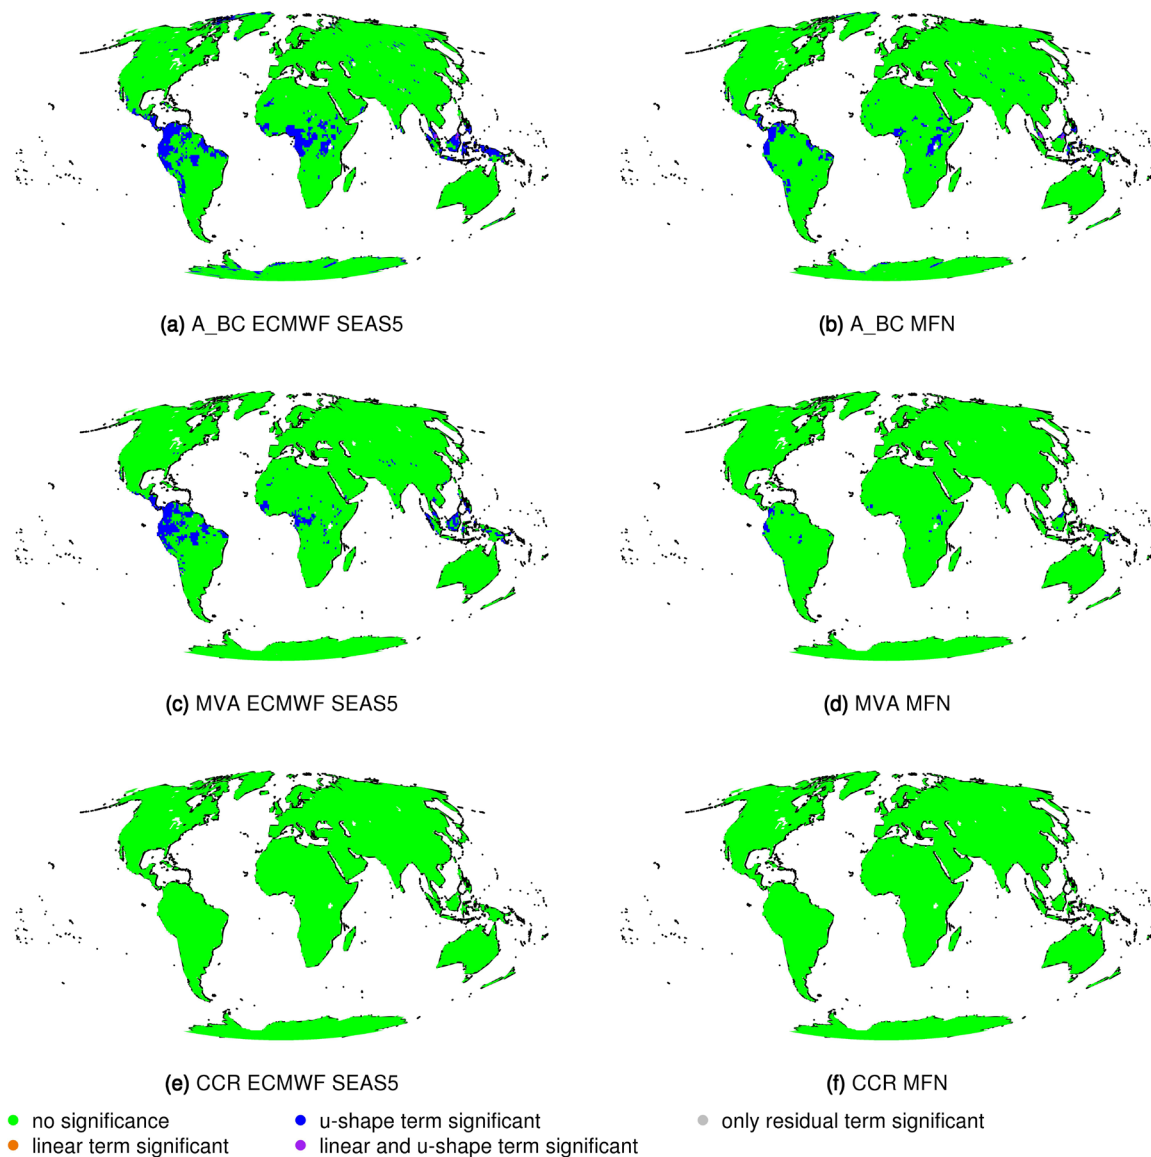 (a) A_BC ECMWF SEAS5
(b) A_BC MFN
(c) MVA ECMWF SEAS5
(d) MVA MFN
(e) CCR ECMWF SEAS5
(f) CCR MFN
no significance
u-shape term significant
only residual term significant
linear term significant
linear and u-shape term significant